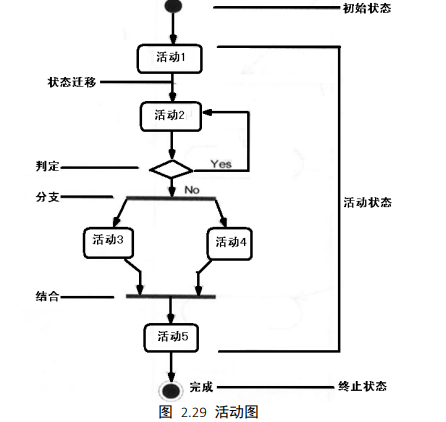 初始状态
活动1
状态迁移
活动2
判定
Yes
No
分支
活动状态
活动3
活动4
结合
活动5
完成
终止状态
图 2.29 活动图